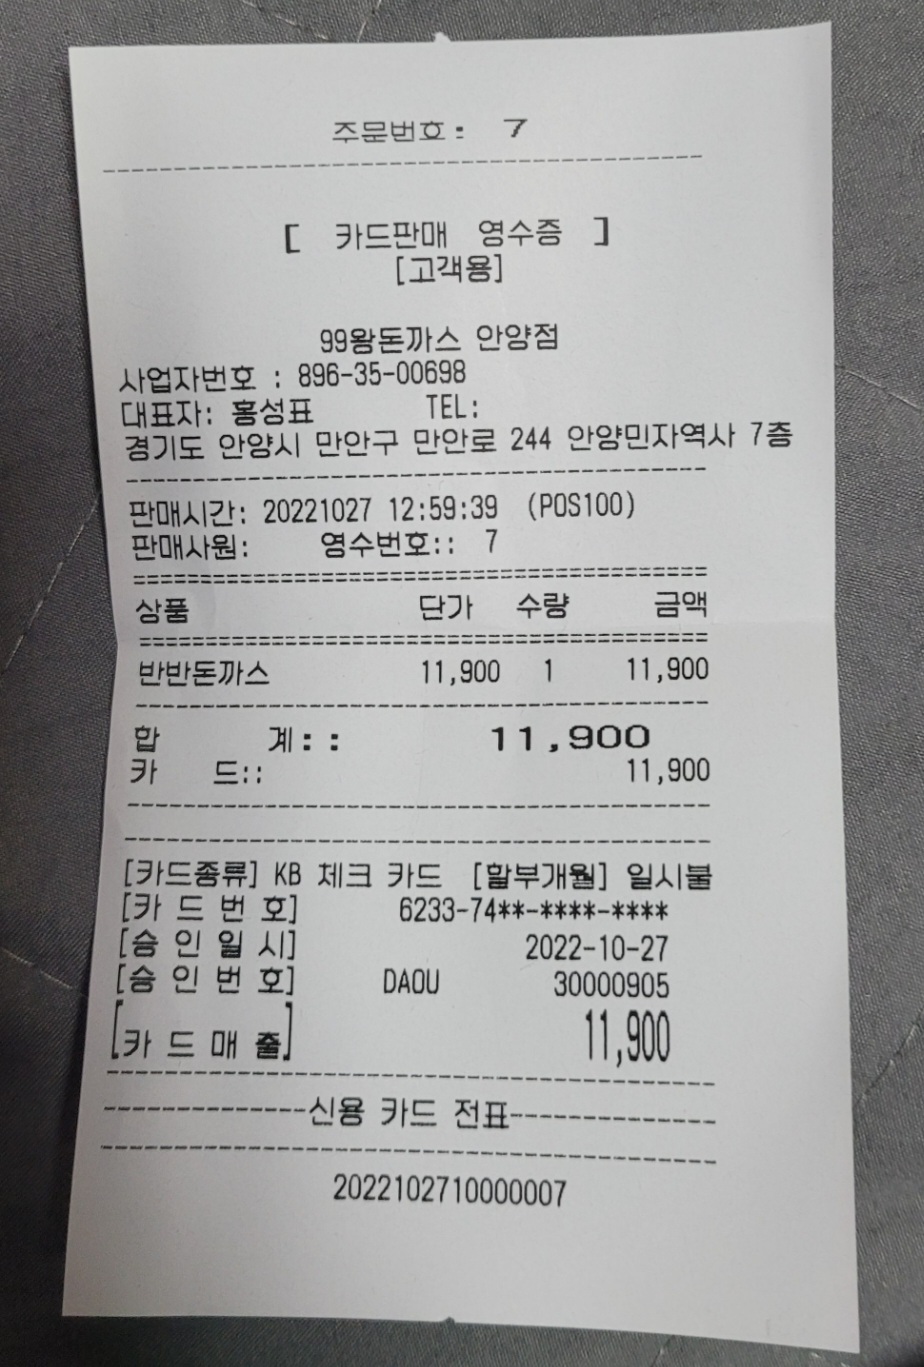 주문번호: 7
[ 카드판매 영수증 ]
[고객용]
99왕돈까스 안양점
사업자번호 : 896-35-00698
대표자: 홍성표 TEL:
경기도 안양시 만안구 만안로 244 안양민자역사 7층
판매시간: 20221027 12:59:39 (POS100)
판매사원: 영수번호:: 7
상품 단가 수량 금액
반반돈까스 11,900 1 11,900
합 계:: 11,900
카 드:: 11,900
[카드종류] KB 체크 카드 [할부개월] 일시불
[카 드 번 호] 6233-74**-****-****
[승 인 일 시] 2022-10-27
[승 인 번 호] DAOU 30000905
[카 드 매 출] 11,900
-------------신용 카드 전표-------------
2022102710000007